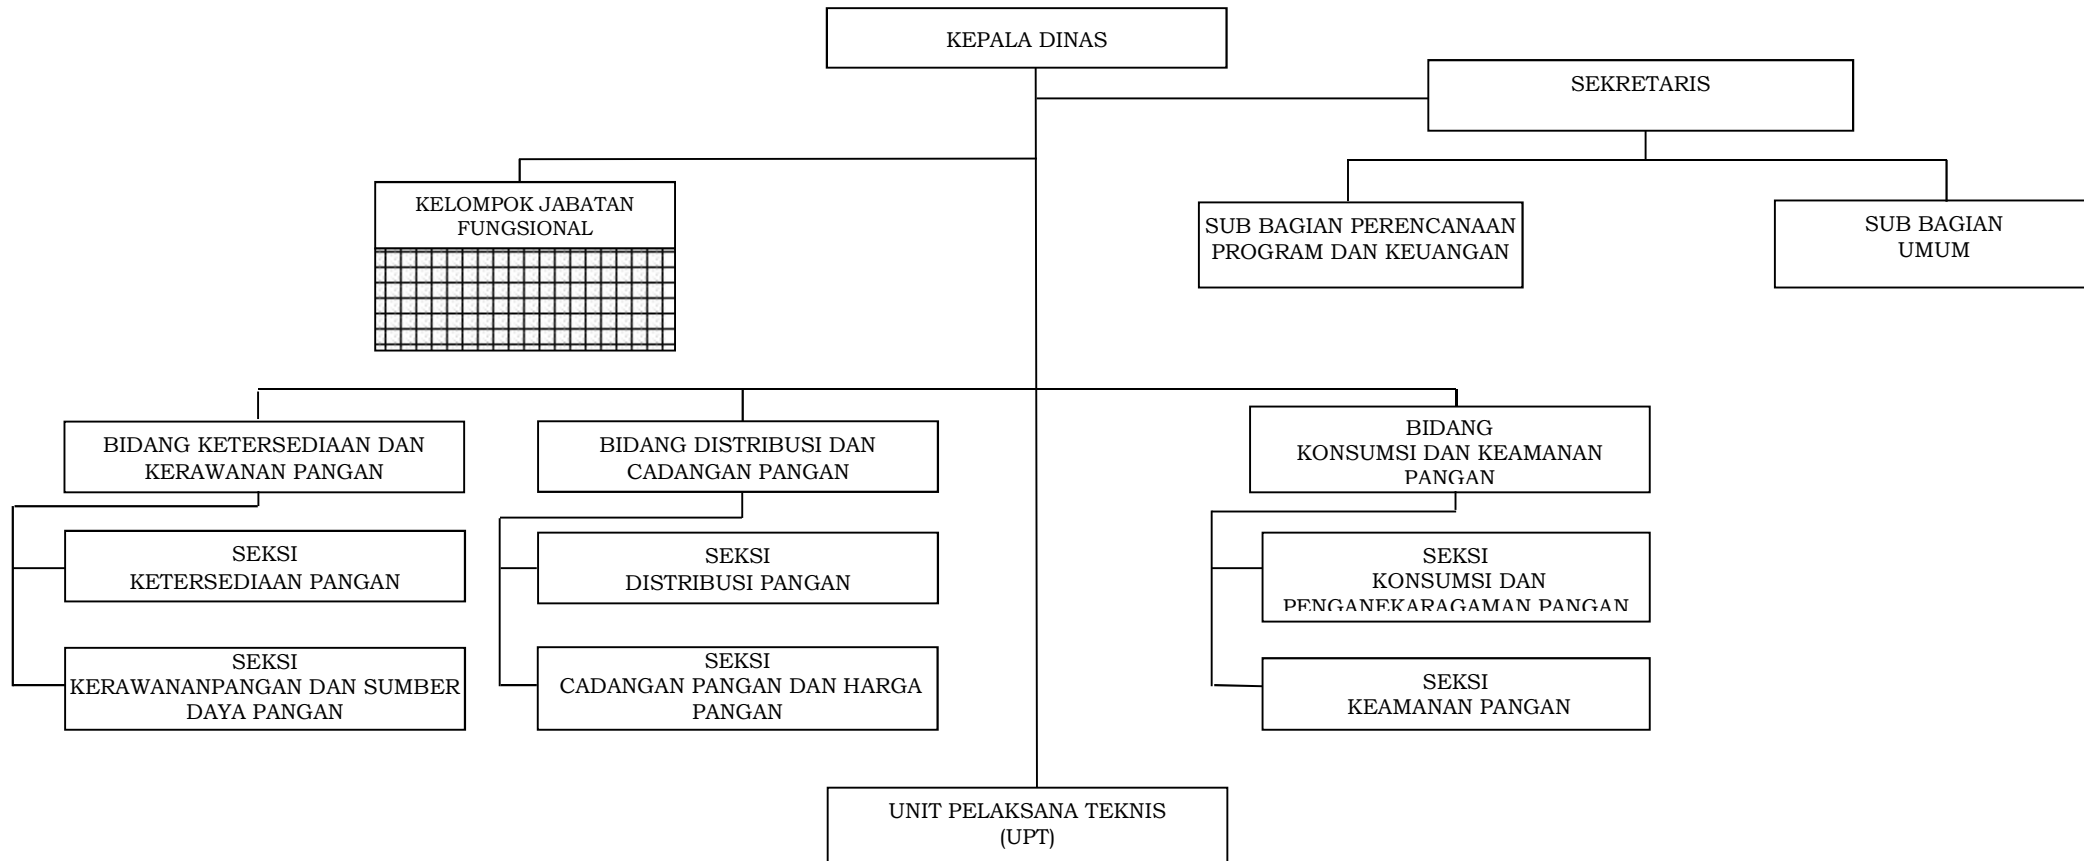 KEPALA DINAS
SEKRETARIS
KELOMPOK JABATAN
FUNGSIONAL
SUB BAGIAN PERENCANAAN
PROGRAM DAN KEUANGAN
SUB BAGIAN
UMUM
BIDANG KETERSEDIAAN DAN
KERAWANAN PANGAN
BIDANG DISTRIBUSI DAN
CADANGAN PANGAN
BIDANG
KONSUMSI DAN KEAMANAN
PANGAN
SEKSI
KETERSEDIAAN PANGAN
SEKSI
DISTRIBUSI PANGAN
SEKSI
KONSUMSI DAN
PENGANEKARAGAMAN PANGAN
SEKSI
KERAWANANPANGAN DAN SUMBER
DAYA PANGAN
SEKSI
CADANGAN PANGAN DAN HARGA
PANGAN
SEKSI
KEAMANAN PANGAN
UNIT PELAKSANA TEKNIS
(UPT)